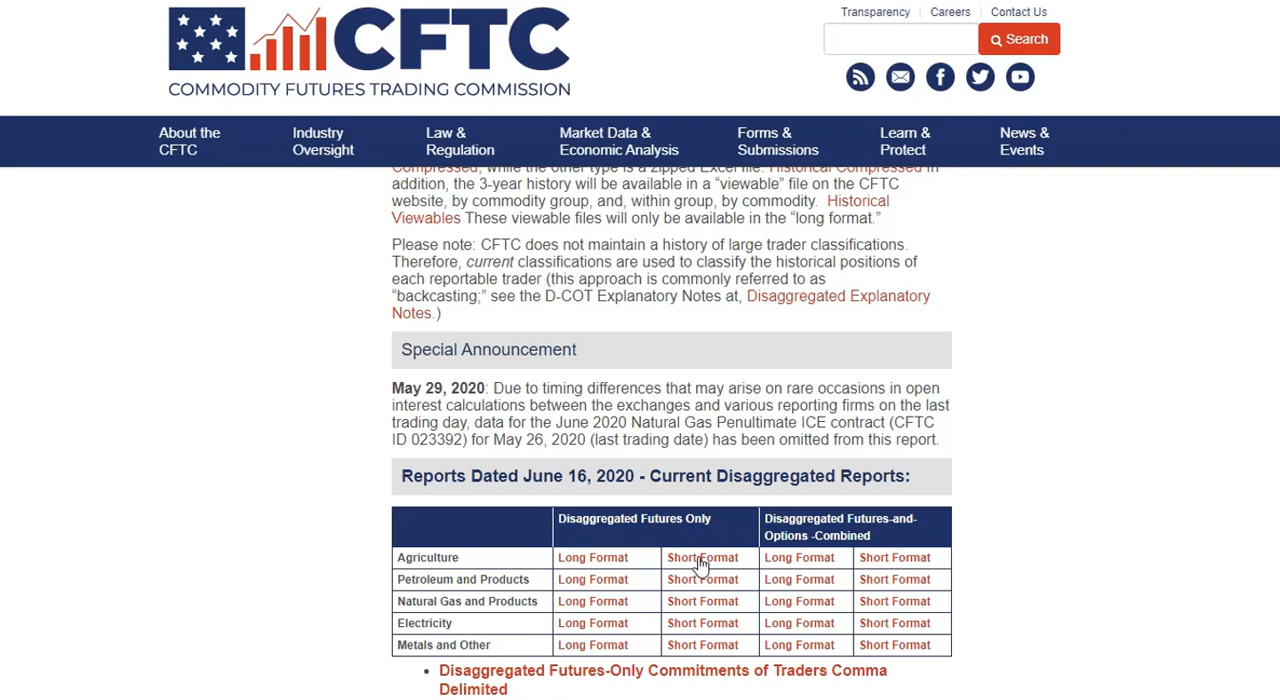 CFTC
COMMODITY FUTURES TRADING COMMISSION
Transparency
Careers
Contact Us
Search
About the
CFTC
Industry
Oversight
Law &
Regulation
Market Data &
Economic Analysis
Forms &
Submissions
Learn &
Protect
News &
Events
Compressed, while the other type is a zipped Excel file. Historical Compressed In
addition, the 3-year history will be available in a “viewable” file on the CFTC
website, by commodity group, and, within group, by commodity. Historical
Viewables These viewable files will only be available in the “long format.”
Please note: CFTC does not maintain a history of large trader classifications.
Therefore, current classifications are used to classify the historical positions of
each reportable trader (this approach is commonly referred to as
“backcasting;” see the D-COT Explanatory Notes at, Disaggregated Explanatory
Notes.)
Special Announcement
May 29, 2020: Due to timing differences that may arise on rare occasions in open
interest calculations between the exchanges and various reporting firms on the last
trading day, data for the June 2020 Natural Gas Penultimate ICE contract (CFTC
ID 023392) for May 26, 2020 (last trading date) has been omitted from this report.
Reports Dated June 16, 2020 - Current Disaggregated Reports:
Disaggregated Futures Only
Disaggregated Futures-and-
Options -Combined
Agriculture Long Format Short Format Long Format Short Format
Petroleum and Products Long Format Short Format Long Format Short Format
Natural Gas and Products Long Format Short Format Long Format Short Format
Electricity Long Format Short Format Long Format Short Format
Metals and Other Long Format Short Format Long Format Short Format
• Disaggregated Futures-Only Commitments of Traders Comma
Delimited